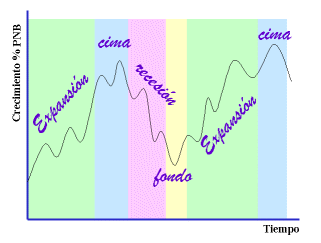 Crecimiento % PNB
Expansión
cima
recesión
fondo
Expansión
cima
Tiempo